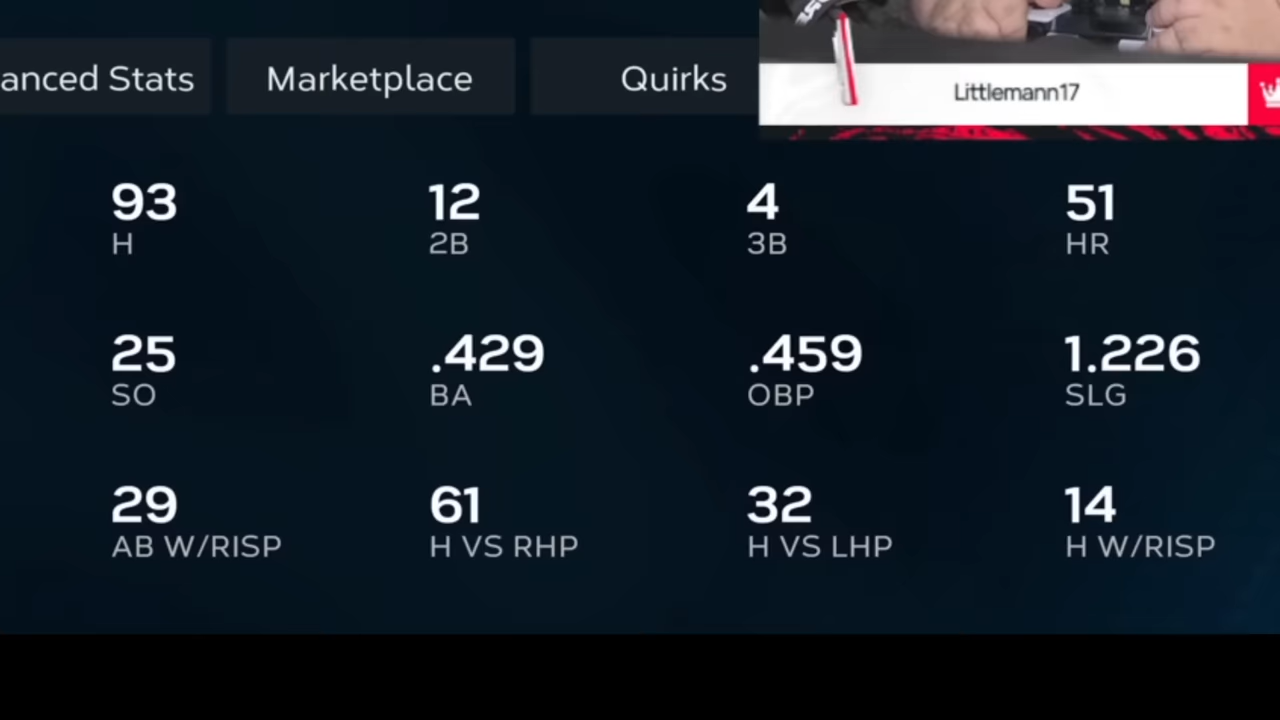 anced Stats Marketplace Quirks
Littlemann17
93 12 4 51
H 2B 3B HR
25 .429 .459 1.226
SO BA OBP SLG
29 61 32 14
AB W/RISP H VS RHP H VS LHP H W/RISP